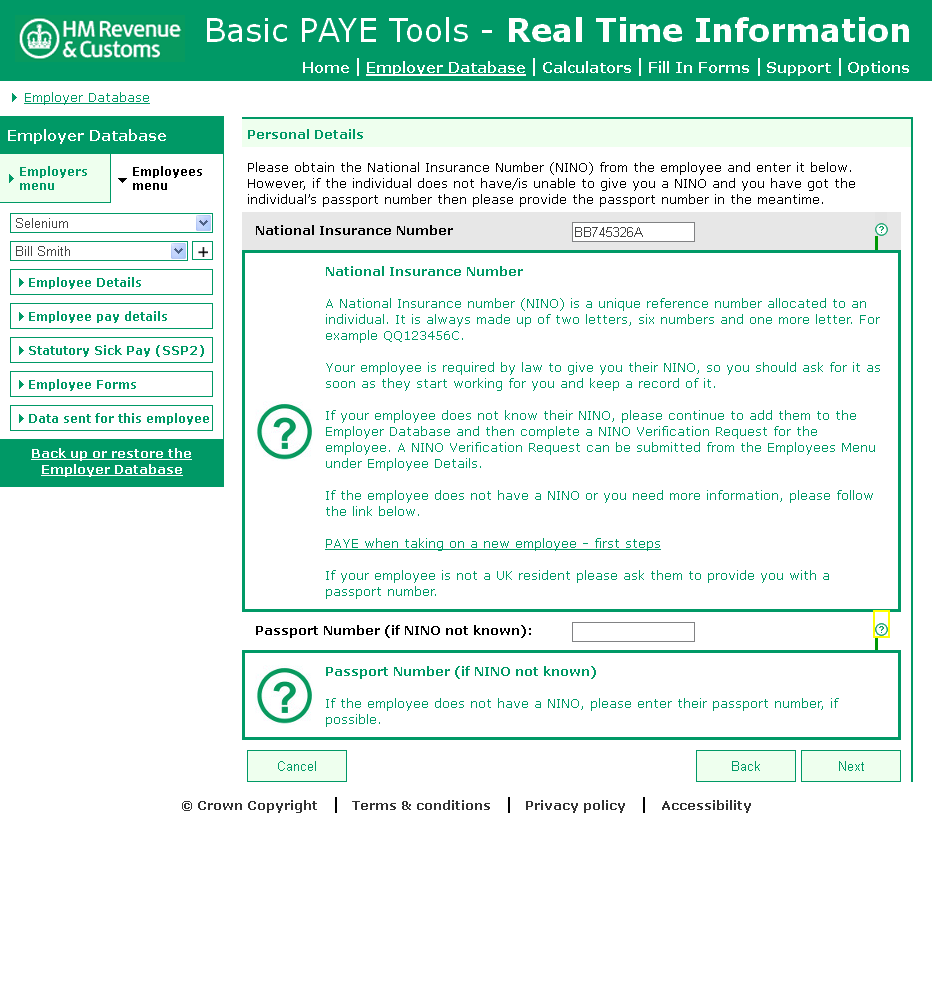 HM Revenue
& Customs
Basic PAYE Tools - Real Time Information
Home | Employer Database | Calculators | Fill In Forms | Support | Options
Employer Database
Employer Database
Employers
menu
Employees
menu
Selenium
Bill Smith
+
Employee Details
Employee pay details
Statutory Sick Pay (SSP2)
Employee Forms
Data sent for this employee
Back up or restore the
Employer Database
Personal Details
Please obtain the National Insurance Number (NINO) from the employee and enter it below.
However, if the individual does not have/is unable to give you a NINO and you have got the
individual's passport number then please provide the passport number in the meantime.
National Insurance Number BB745326A ?
National Insurance Number
A National Insurance number (NINO) is a unique reference number allocated to an
individual. It is always made up of two letters, six numbers and one more letter. For
example QQ123456C.
Your employee is required by law to give you their NINO, so you should ask for it as
soon as they start working for you and keep a record of it.
?
If your employee does not know their NINO, please continue to add them to the
Employer Database and then complete a NINO Verification Request for the
employee. A NINO Verification Request can be submitted from the Employees Menu
under Employee Details.
If the employee does not have a NINO or you need more information, please follow
the link below.
PAYE when taking on a new employee - first steps
If your employee is not a UK resident please ask them to provide you with a
passport number.
Passport Number (if NINO not known): ?
?
Passport Number (if NINO not known)
If the employee does not have a NINO, please enter their passport number, if
possible.
Cancel
Back
Next
© Crown Copyright | Terms & conditions | Privacy policy | Accessibility